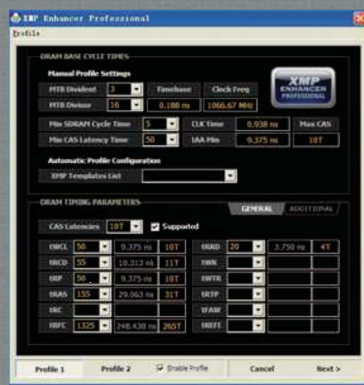 XMP Enhancer Professional
Profile
DRAM BASE CYCLE TIMES
Manual Profile Settings
MTB Divident 3 Timebase Clock Freq
MTB Divisor 16 0.188 ns 1066.67 MHz
XMP
ENHANCER
PROFESSIONAL
Min SDRAM Cycle Time 5 CLK Time 0.938 ns Max CAS
Min CAS Latency Time 50 tAA Min 9.375 ns 10T
Automatic Profile Configuration
XMP Templates List
DRAM TIMING PARAMETERS
GENERAL ADDITIONAL
CAS Latencies 10T Supported
tWCL 50 9.375 ns 10T tRRD 20 3.750 ns 4T
tRCD 55 10.313 ns 11T tWR
tRP 50 9.375 ns 10T tWTR
tRAS 155 29.063 ns 31T tRTP
tRC tFAW
tRFC 1325 248.438 ns 265T tREFI
Profile 1 Profile 2 Enable Profile Cancel Next >